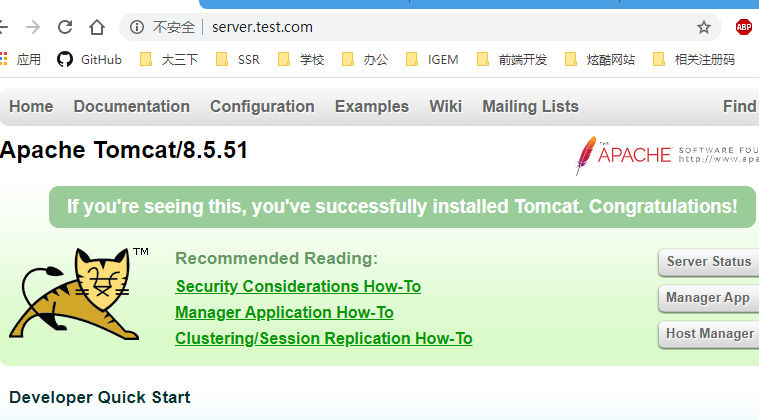 不安全 server.test.com ABP
应用 GitHub 大三下 SSR 学校 办公 IGEM 前端开发 炫酷网站 相关注册码
Home Documentation Configuration Examples Wiki Mailing Lists Find
Apache Tomcat/8.5.51
THE APACHE SOFTWARE FOU
http://www.apa
If you're seeing this, you've successfully installed Tomcat. Congratulations!
TM
Recommended Reading:
Security Considerations How-To
Manager Application How-To
Clustering/Session Replication How-To
Server Status
Manager App
Host Manager
Developer Quick Start